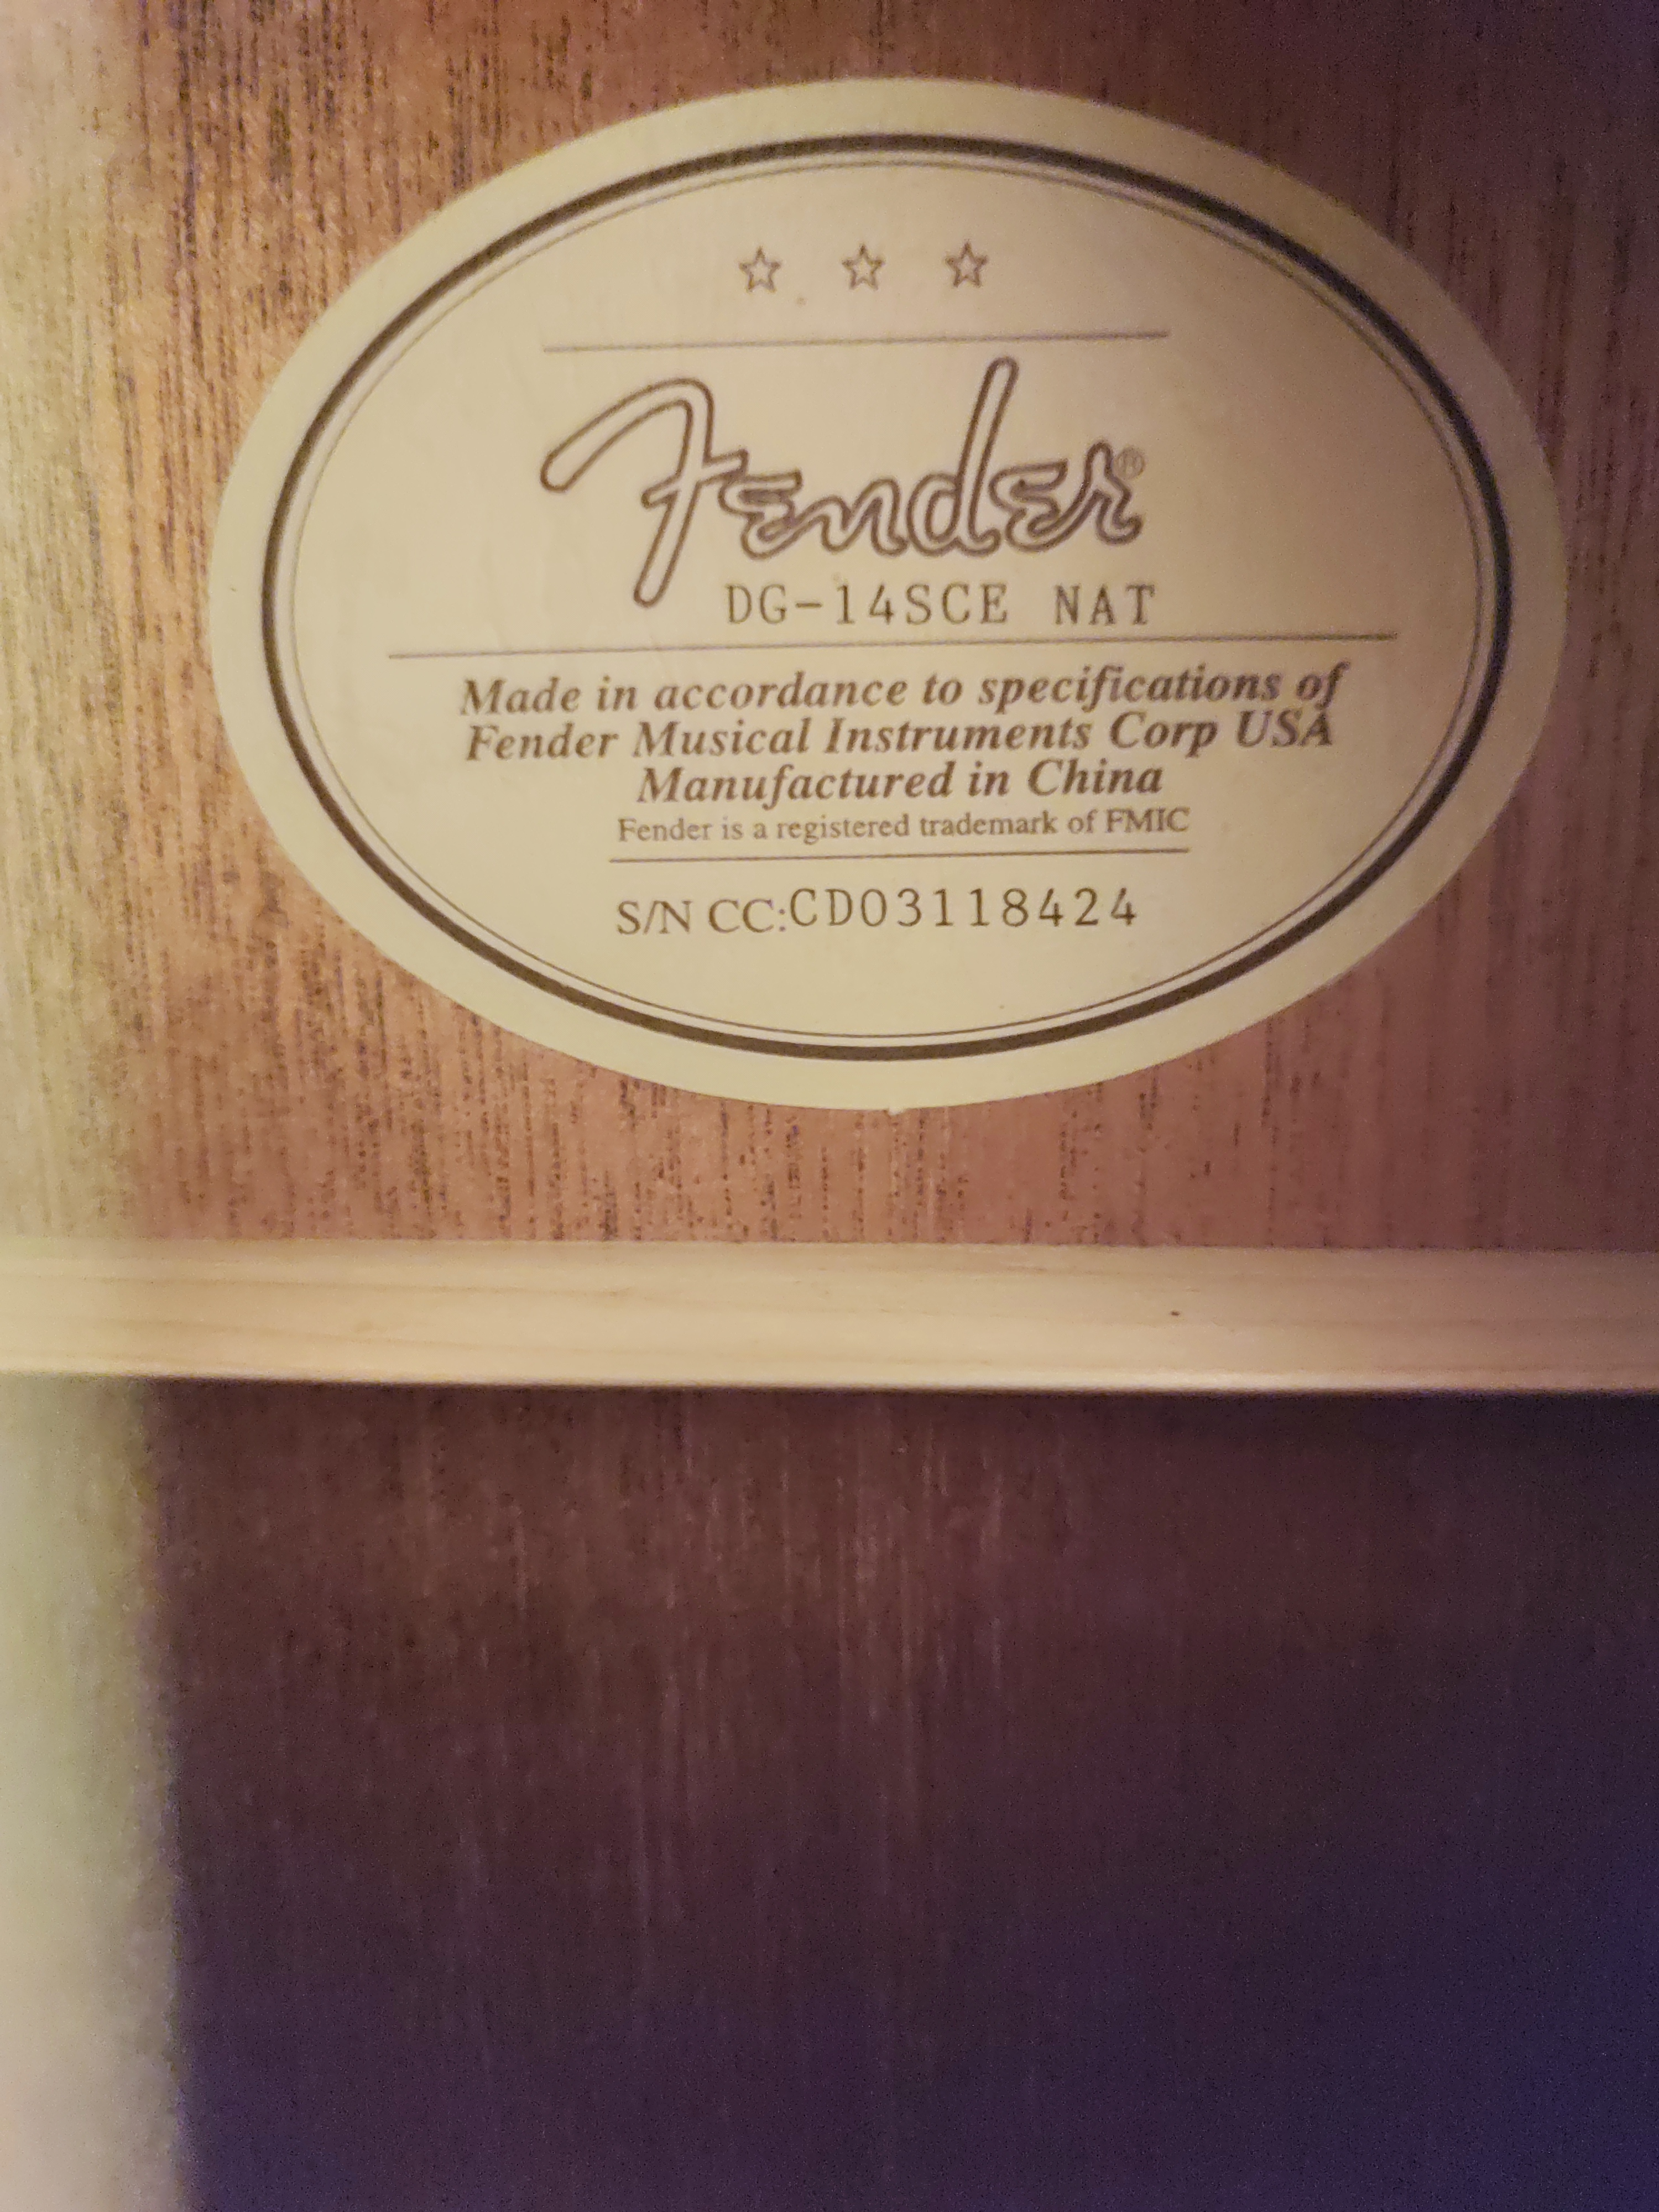 Fender®
DG-14SCE NAT
Made in accordance to specifications of
Fender Musical Instruments Corp USA
Manufactured in China
Fender is a registered trademark of FMIC
S/N CC:CD03118424